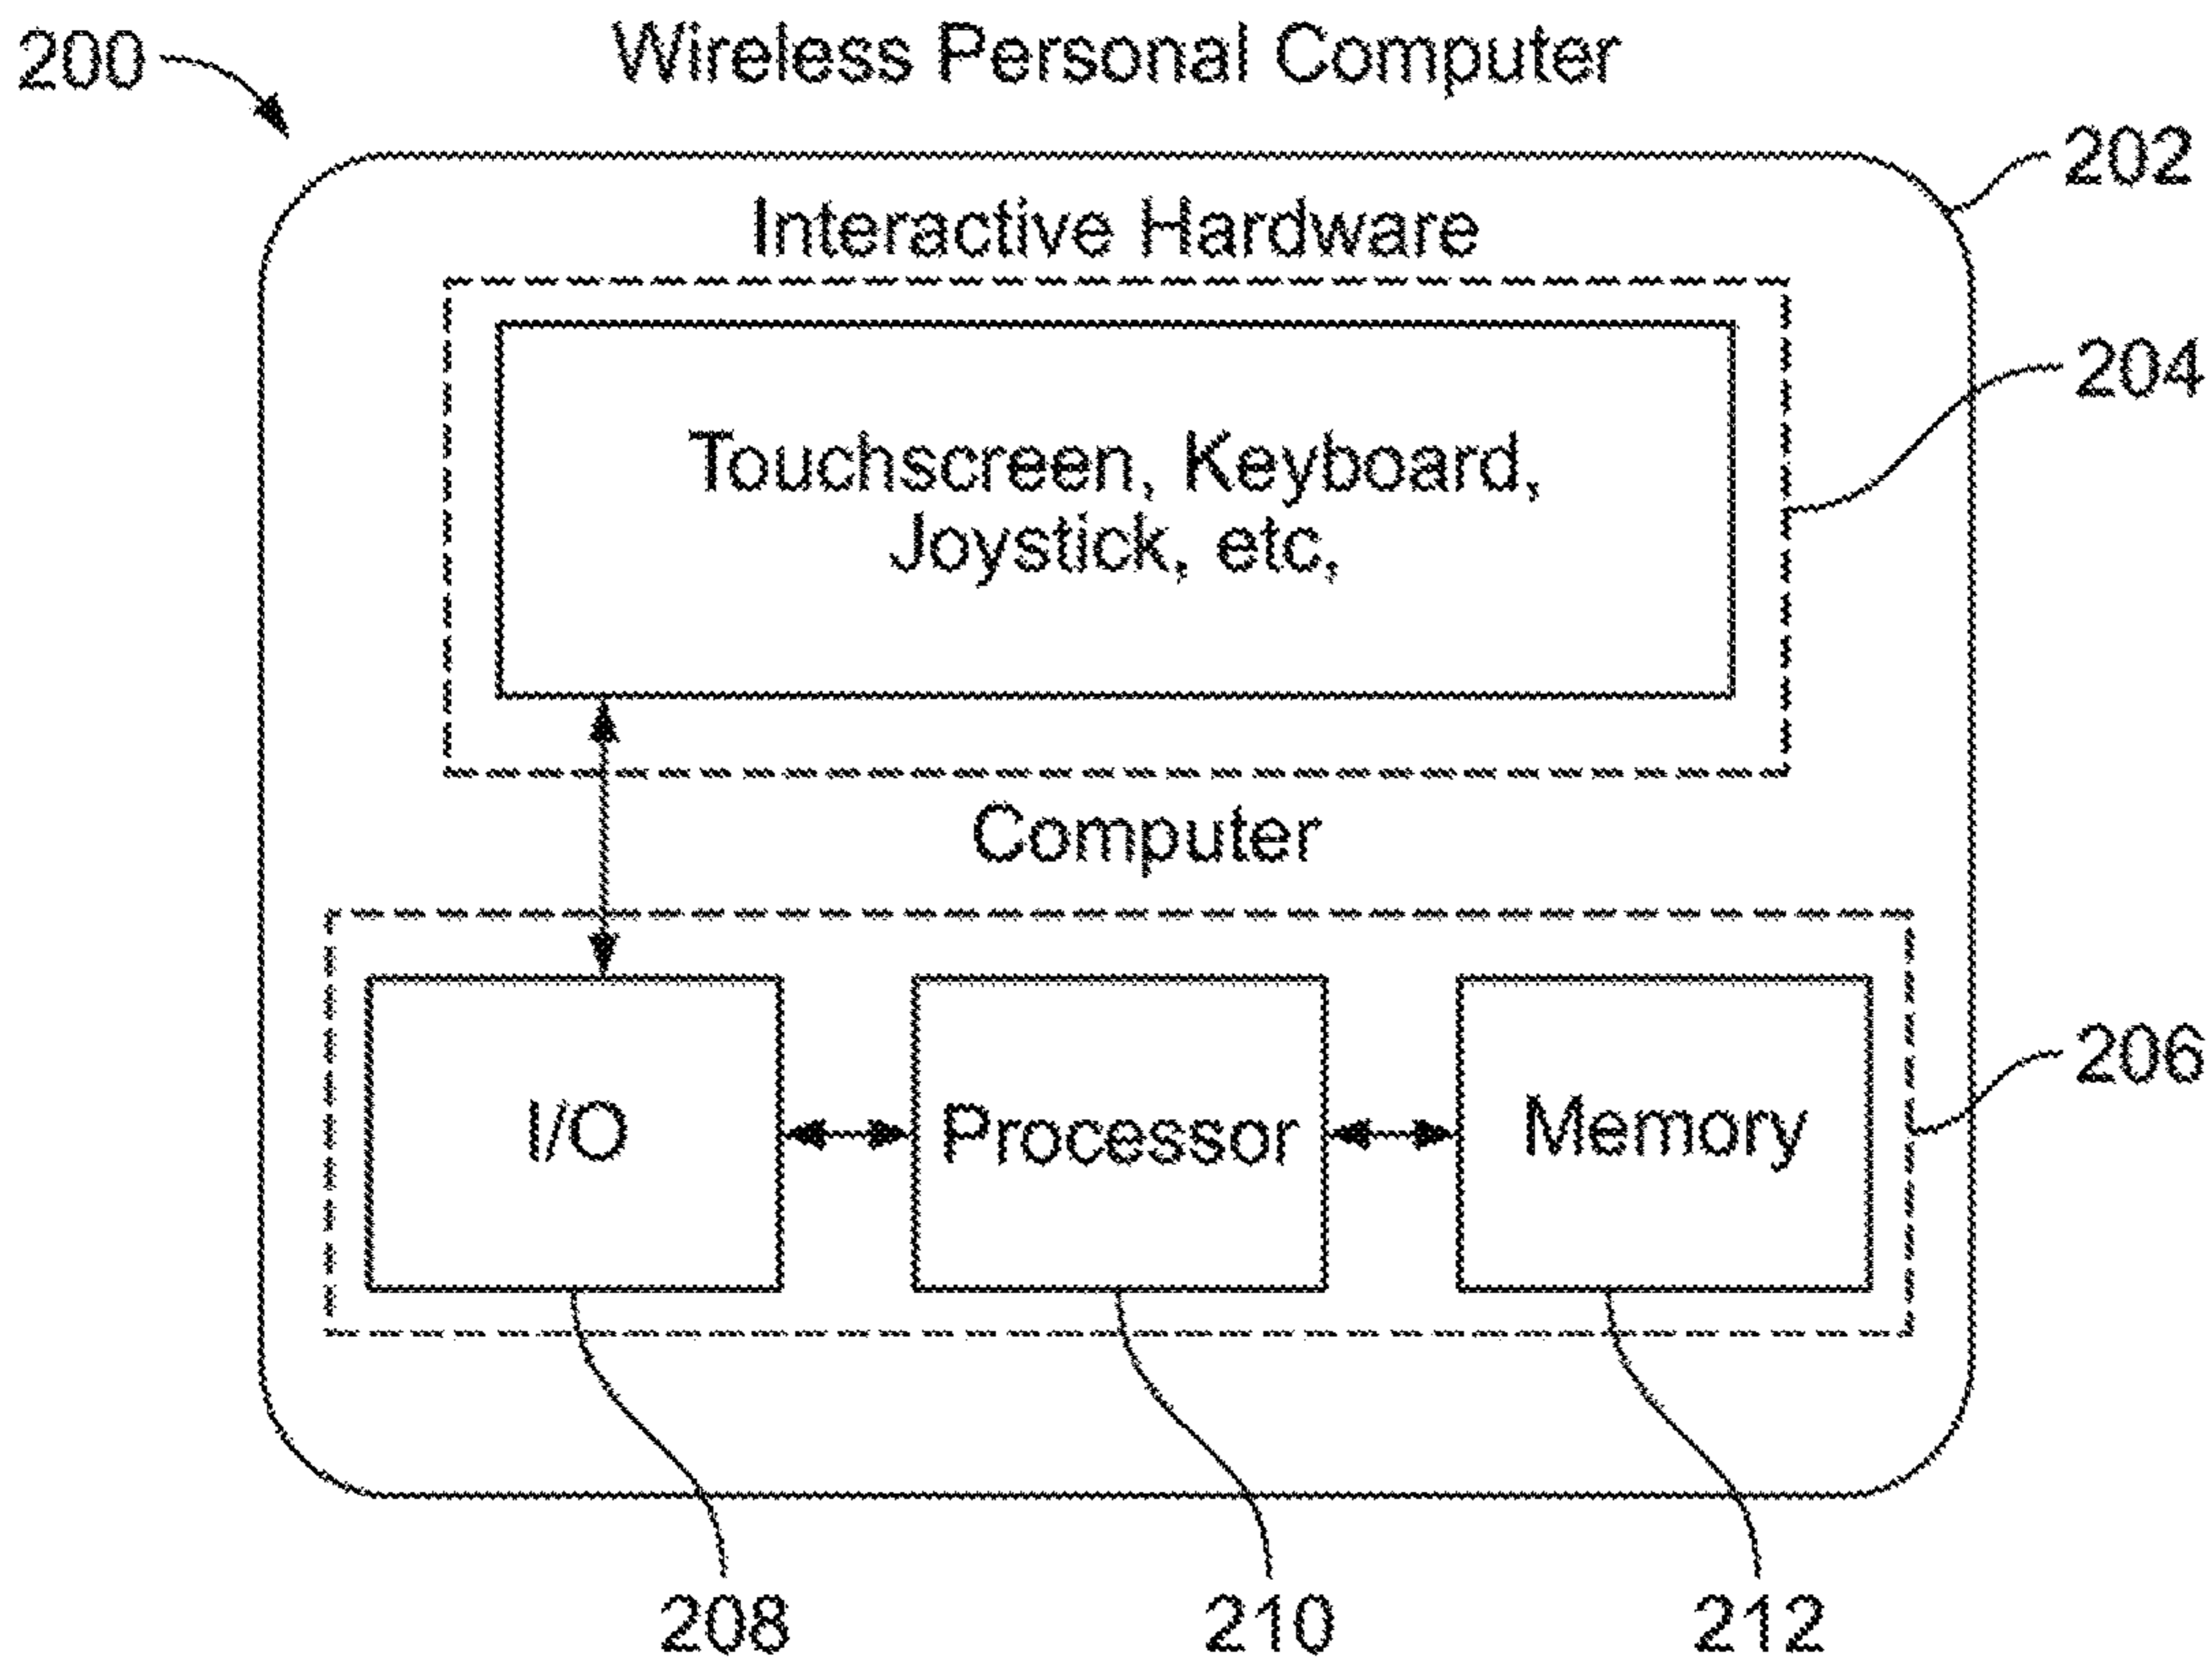 Wireless Personal Computer
200
202
Interactive Hardware
204
Touchscreen, Keyboard,
Joystick, etc,
Computer
206
I/O
Processor
Memory
208
210
212